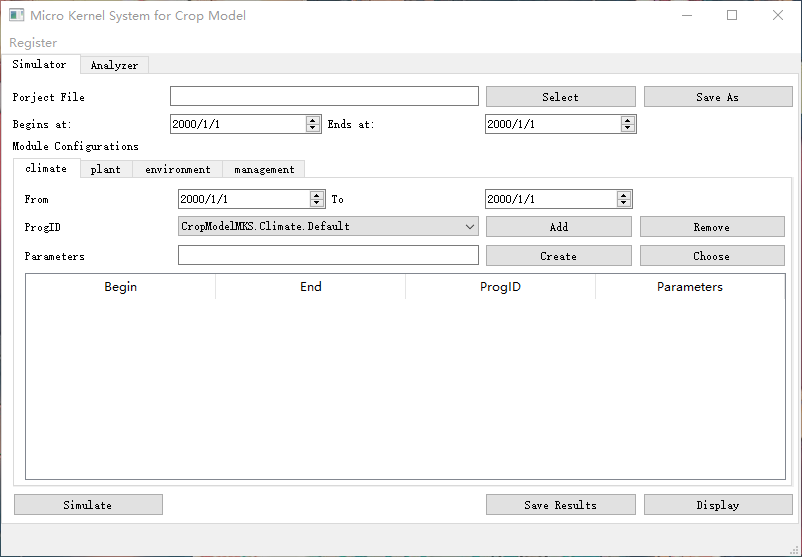 Micro Kernel System for Crop Model
Register
Simulator Analyzer
Porject File Select Save As
Begins at: 2000/1/1 Ends at: 2000/1/1
Module Configurations
climate plant environment management
From 2000/1/1 To 2000/1/1
ProgID CropModelMKS.Climate.Default Add Remove
Parameters Create Choose
Begin End ProgID Parameters
Simulate Save Results Display